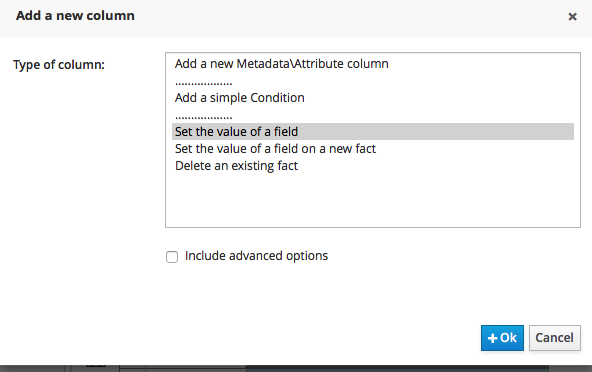 Add a new column
×
Type of column:
Add a new Metadata\Attribute column
..................
Add a simple Condition
..................
Set the value of a field
Set the value of a field on a new fact
Delete an existing fact
Include advanced options
+ Ok
Cancel